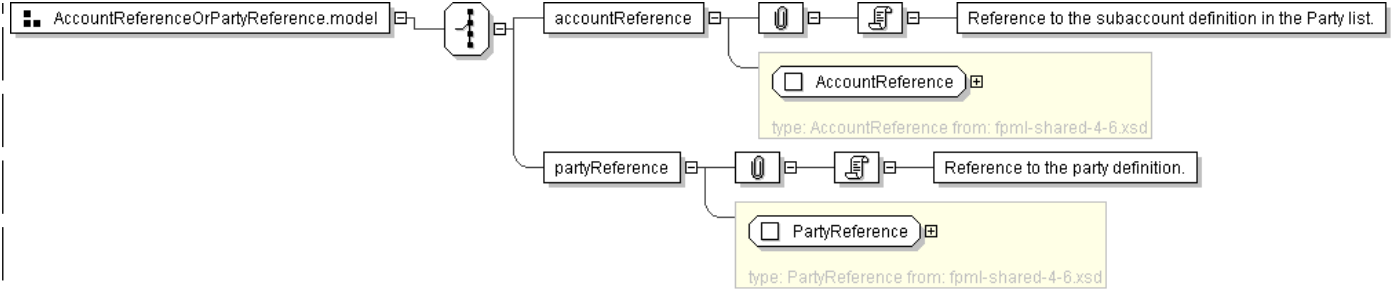 AccountReferenceOrPartyReference.model
accountReference
Reference to the subaccount definition in the Party list.
AccountReference
type: AccountReference from: fpml-shared-4-6.xsd
partyReference
Reference to the party definition.
PartyReference
type: PartyReference from: fpml-shared-4-6.xsd